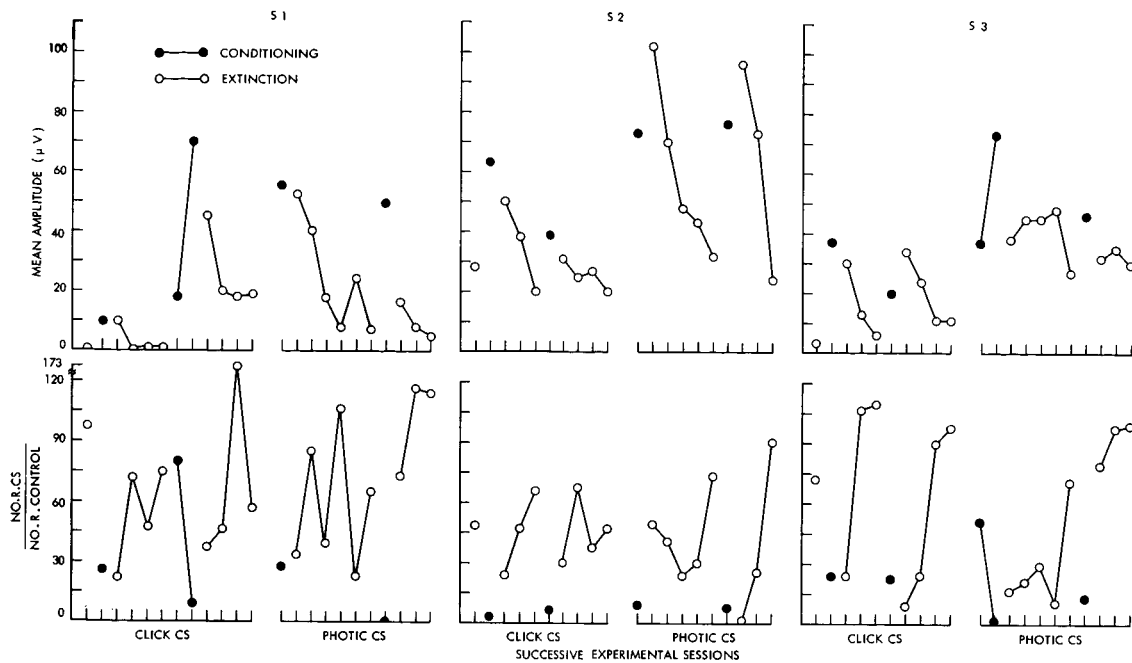 S 1
S 2
S 3
CONDITIONING
EXTINCTION
MEAN AMPLITUDE (μV)
100
80
60
40
20
0
173
120
90
60
30
0
NO.R.CS
NO. R. CONTROL
CLICK CS
PHOTIC CS
CLICK CS
PHOTIC CS
CLICK CS
PHOTIC CS
SUCCESSIVE EXPERIMENTAL SESSIONS